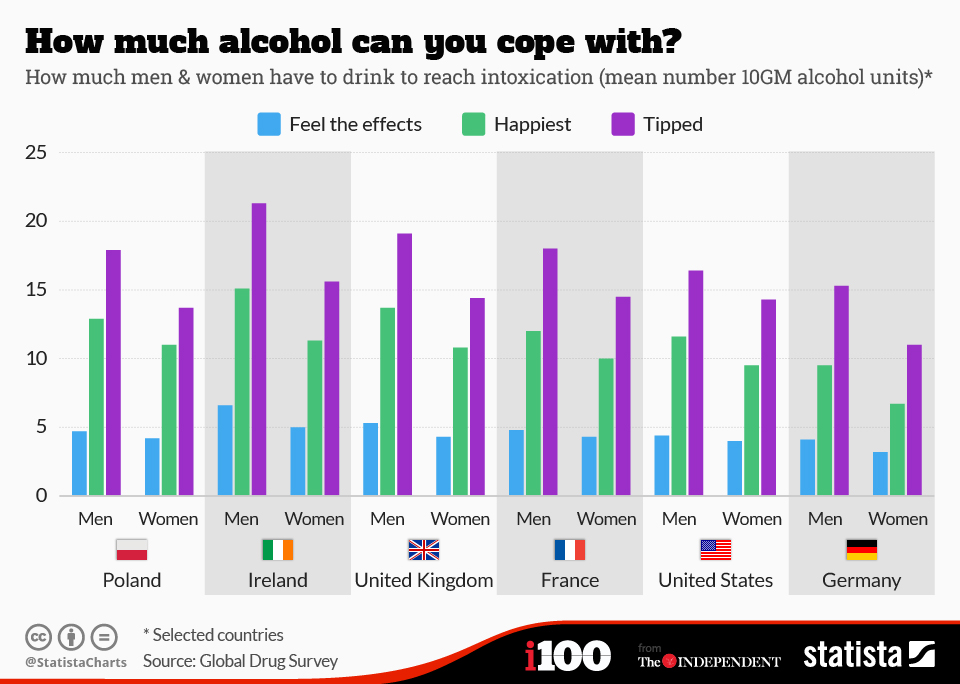 How much alcohol can you cope with?
How much men & women have to drink to reach intoxication (mean number 10GM alcohol units)*
Feel the effects Happiest Tipped
25
20
15
10
5
0
Men Women Men Women Men Women Men Women Men Women Men Women
Poland Ireland United Kingdom France United States Germany
cc
@StatistaCharts
* Selected countries
Source: Global Drug Survey
i100
from
The INDEPENDENT
statista